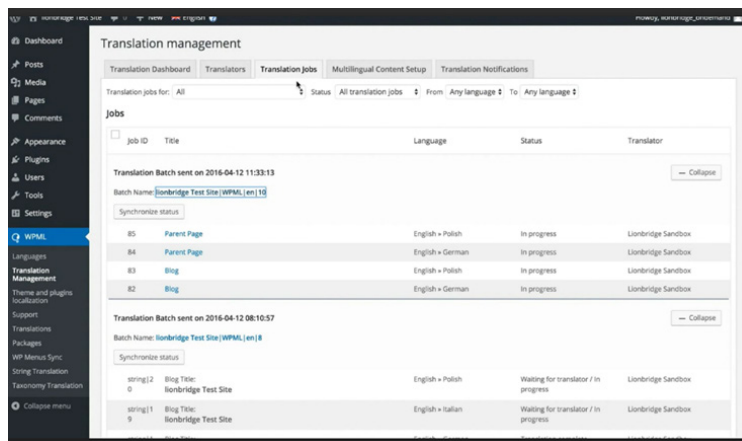 lionbridge Test Site 0 + New English
Howdy, lionbridge_ondemand
Dashboard
Posts
Media
Pages
Comments
Appearance
Plugins
Users
Tools
Settings
WPML
Languages
Translation
Management
Theme and plugins
localization
Support
Translations
Packages
WP Menus Sync
String Translation
Taxonomy Translation
Collapse menu
Translation management
Translation Dashboard Translators Translation Jobs Multilingual Content Setup Translation Notifications
Translation jobs for: All Status All translation jobs From Any language To Any language
Jobs
Job ID Title Language Status Translator
Translation Batch sent on 2016-04-12 11:33:13 — Collapse
Batch Name: lionbridge Test Site|WPML|en|10
Synchronize status
85 Parent Page English » Polish In progress Lionbridge Sandbox
84 Parent Page English » German In progress Lionbridge Sandbox
83 Blog English » Polish In progress Lionbridge Sandbox
82 Blog English » German In progress Lionbridge Sandbox
Translation Batch sent on 2016-04-12 08:10:57 — Collapse
Batch Name: lionbridge Test Site|WPML|en|8
Synchronize status
string|2 Blog Title: English » Polish Waiting for translator / In Lionbridge Sandbox
0 lionbridge Test Site progress
string|1 Blog Title: English » Italian Waiting for translator / In Lionbridge Sandbox
9 lionbridge Test Site progress